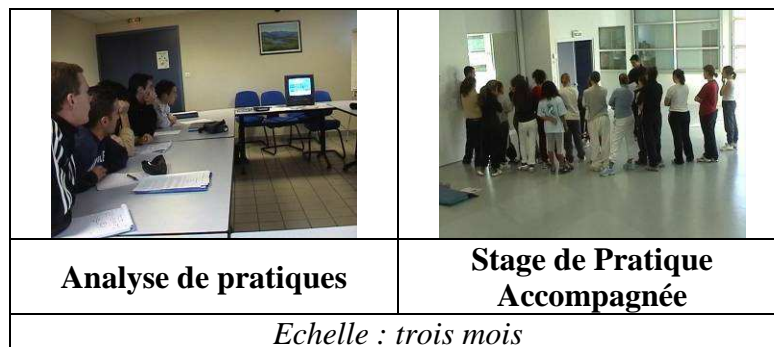 Analyse de pratiques
Stage de Pratique
Accompagnée
Echelle : trois mois